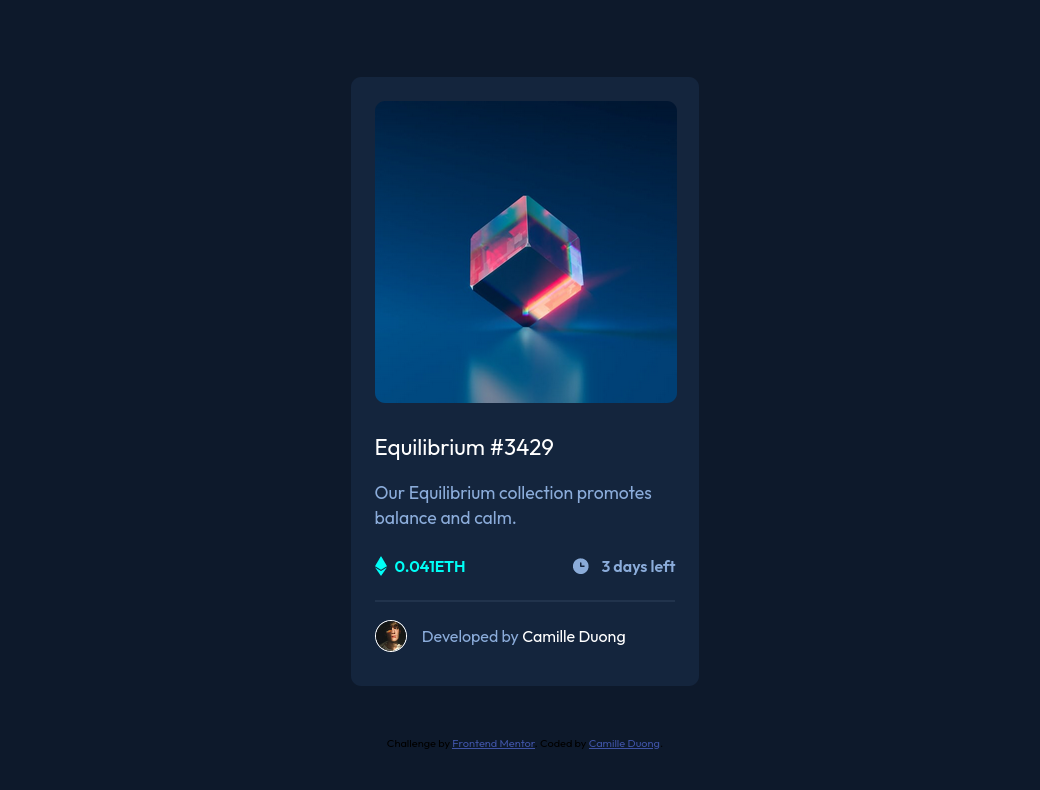 Equilibrium #3429
Our Equilibrium collection promotes
balance and calm.
0.041ETH 3 days left
Developed by Camille Duong
Challenge by Frontend Mentor. Coded by Camille Duong